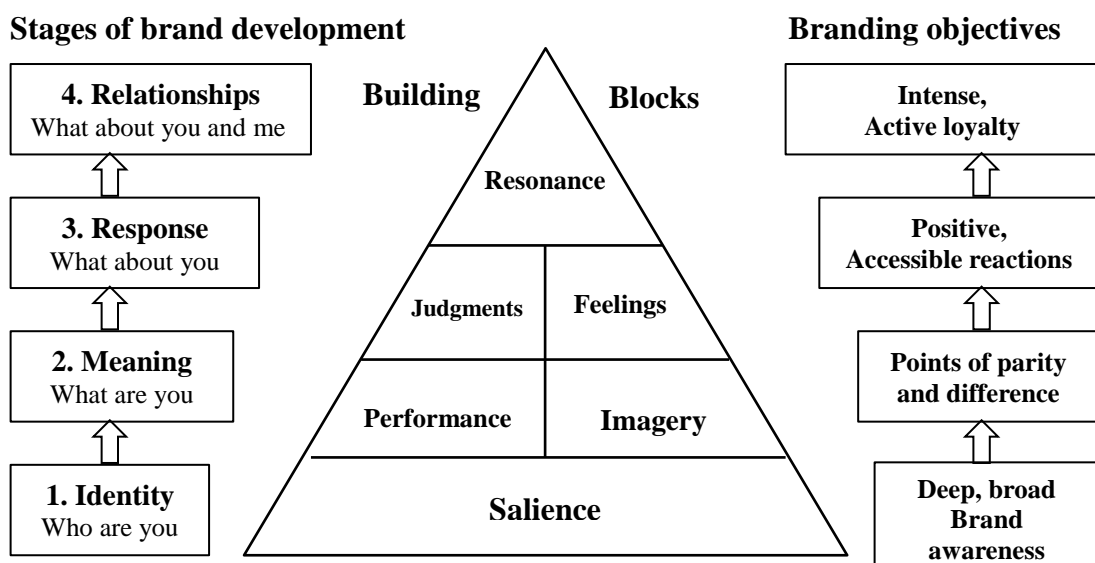 Stages of brand development
Branding objectives
4. Relationships
What about you and me
3. Response
What about you
2. Meaning
What are you
1. Identity
Who are you
Building
Blocks
Resonance
Judgments
Feelings
Performance
Imagery
Salience
Intense,
Active loyalty
Positive,
Accessible reactions
Points of parity
and difference
Deep, broad
Brand
awareness